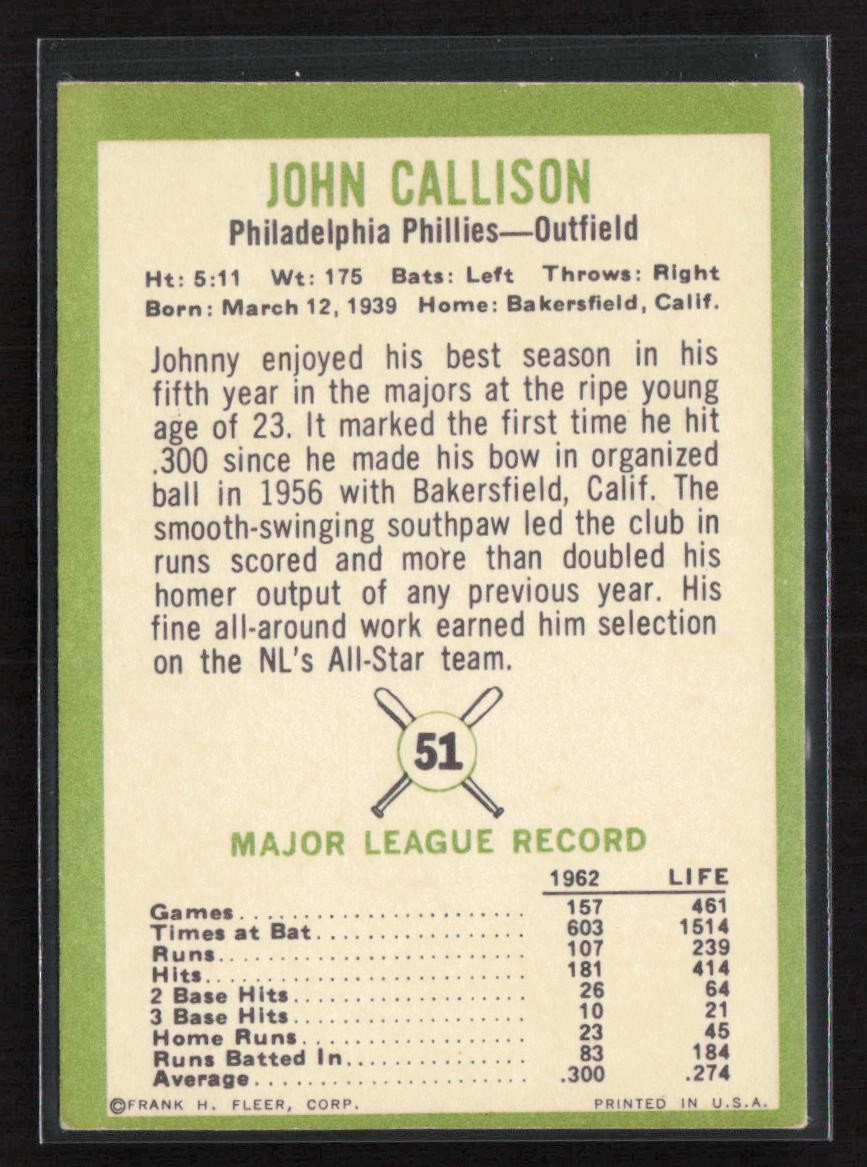 JOHN CALLISON
Philadelphia Phillies—Outfield
Ht: 5:11 Wt: 175 Bats: Left Throws: Right
Born: March 12, 1939 Home: Bakersfield, Calif.
Johnny enjoyed his best season in his
fifth year in the majors at the ripe young
age of 23. It marked the first time he hit
.300 since he made his bow in organized
ball in 1956 with Bakersfield, Calif. The
smooth-swinging southpaw led the club in
runs scored and more than doubled his
homer output of any previous year. His
fine all-around work earned him selection
on the NL's All-Star team.
51
MAJOR LEAGUE RECORD
1962 LIFE
Games........................ 157 461
Times at Bat.................. 603 1514
Runs.......................... 107 239
Hits........................... 181 414
2 Base Hits.................... 26 64
3 Base Hits.................... 10 21
Home Runs................... 23 45
Runs Batted In............... 83 184
Average....................... .300 .274
©FRANK H. FLEER, CORP. PRINTED IN U.S.A.